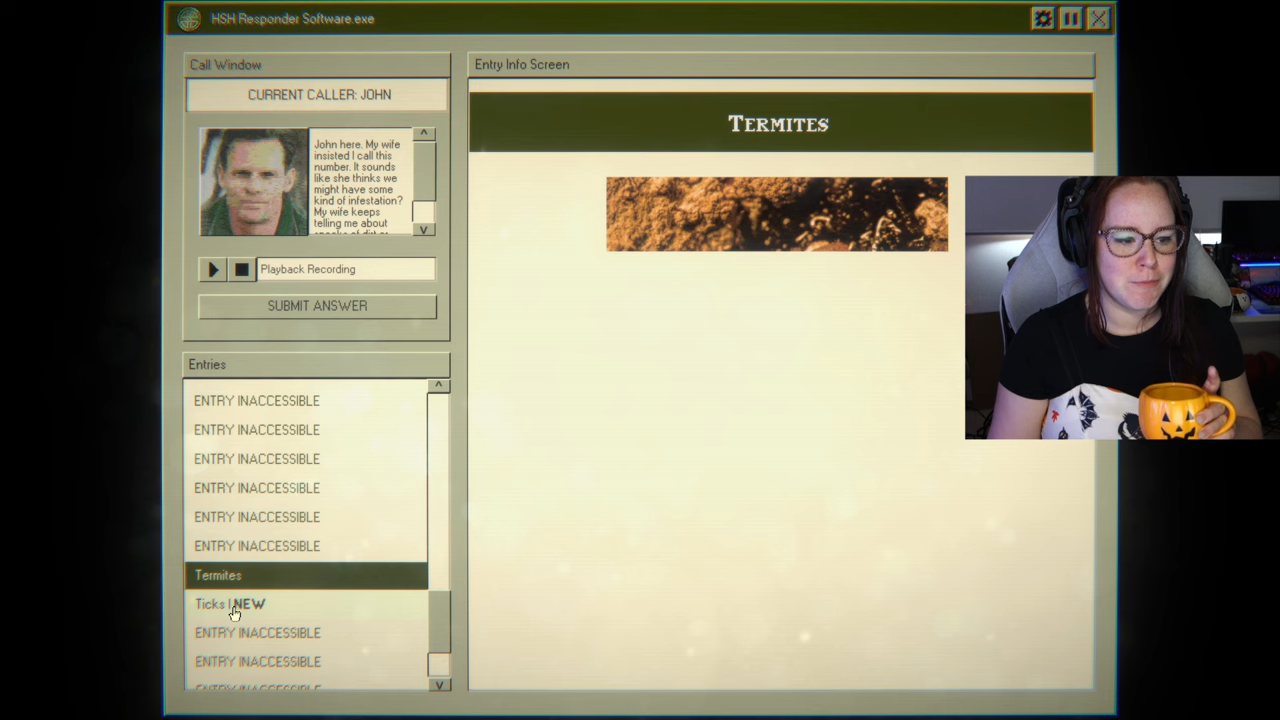 HSH Responder Software.exe
Call Window
CURRENT CALLER: JOHN
John here. My wife
insisted I call this
number. It sounds
like she thinks we
might have some
kind of infestation?
My wife keeps
telling me about
Playback Recording
SUBMIT ANSWER
Entries
ENTRY INACCESSIBLE
ENTRY INACCESSIBLE
ENTRY INACCESSIBLE
ENTRY INACCESSIBLE
ENTRY INACCESSIBLE
ENTRY INACCESSIBLE
Termites
Ticks | NEW
ENTRY INACCESSIBLE
ENTRY INACCESSIBLE
ENTRY INACCESSIBLE
Entry Info Screen
TERMITES